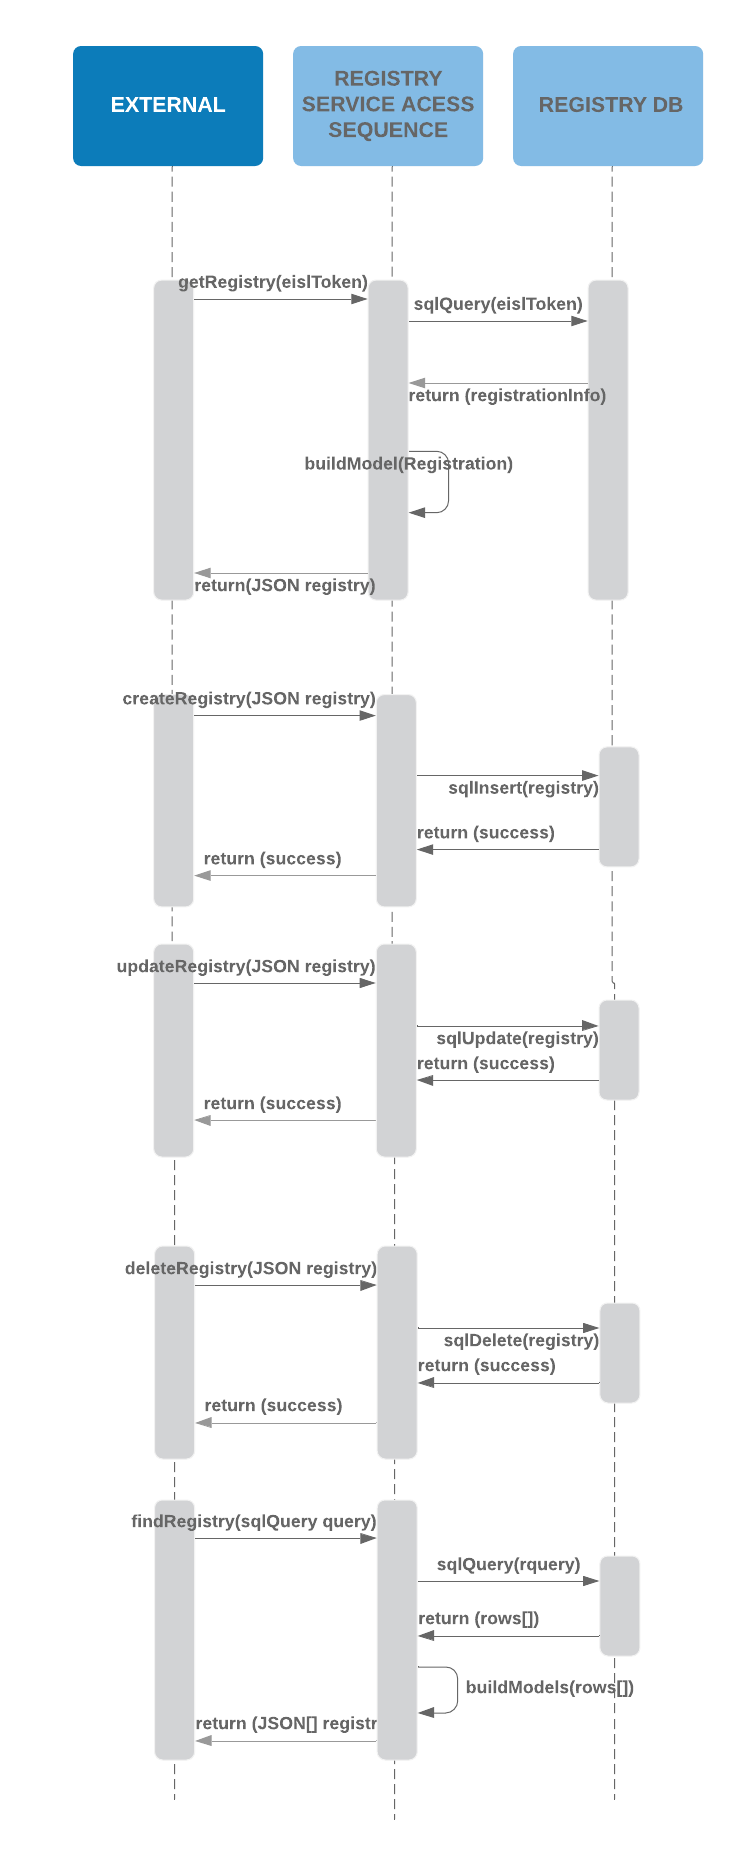 EXTERNAL
REGISTRY
SERVICE ACESS
SEQUENCE
REGISTRY DB
getRegistry(eislToken)
sqlQuery(eislToken)
return (registrationInfo)
buildModel(Registration)
return(JSON registry)
createRegistry(JSON registry)
sqlInsert(registry)
return (success)
return (success)
updateRegistry(JSON registry)
sqlUpdate(registry)
return (success)
return (success)
deleteRegistry(JSON registry)
sqlDelete(registry)
return (success)
return (success)
findRegistry(sqlQuery query)
sqlQuery(rquery)
return (rows[])
buildModels(rows[])
return (JSON[] registr